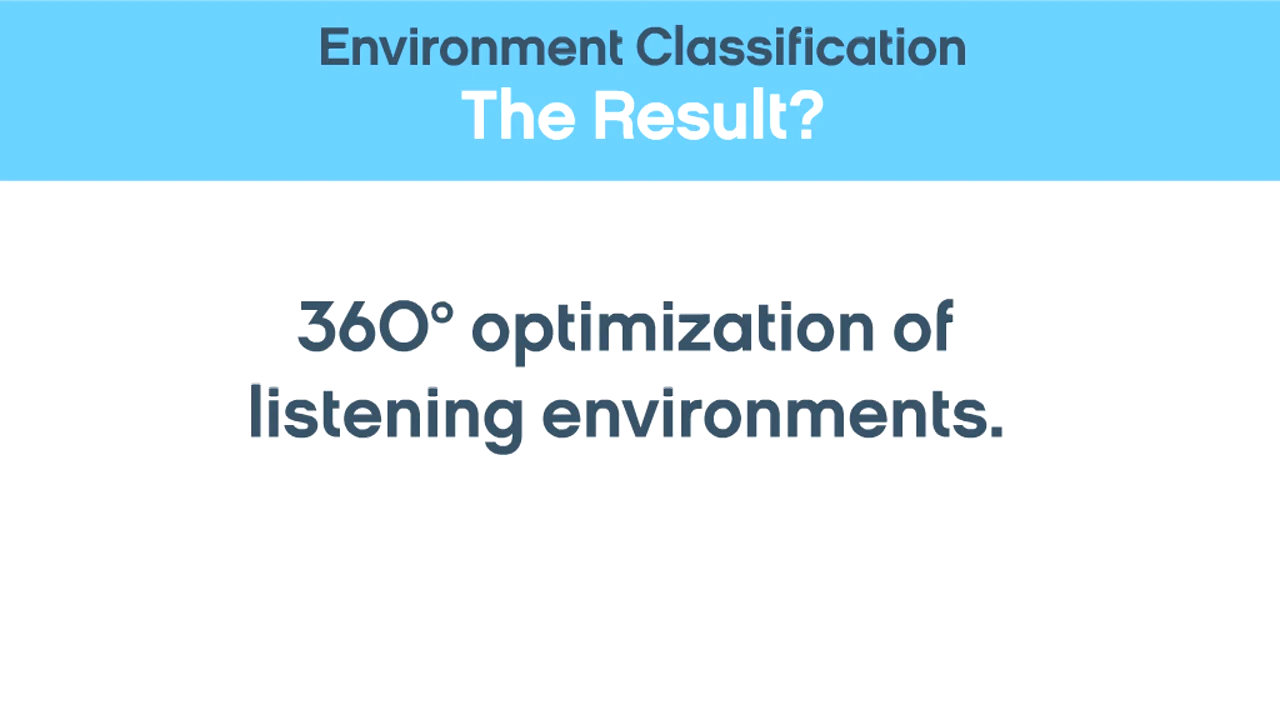 Environment Classification
The Result?
360° optimization of
listening environments.